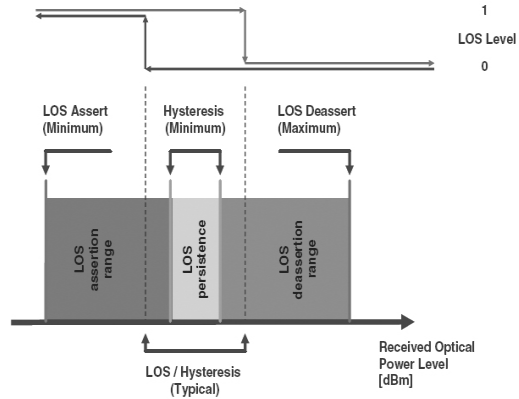 1
LOS Level
0
LOS Assert
(Minimum)
Hysteresis
(Minimum)
LOS Deassert
(Maximum)
LOS
assertion
range
LOS
persistence
LOS
deassertion
range
Received Optical
Power Level
[dBm]
LOS / Hysteresis
(Typical)